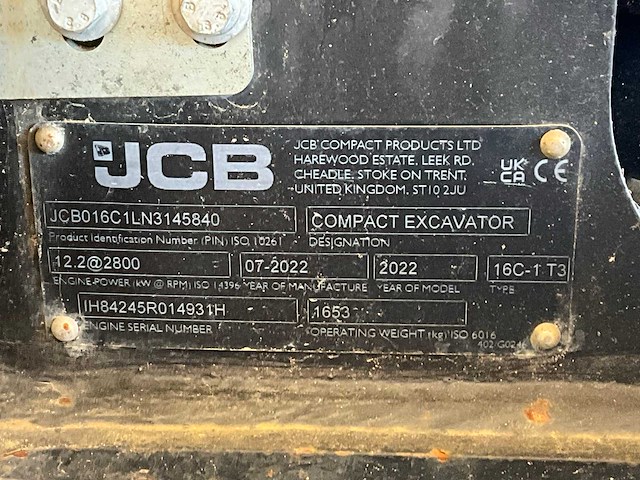 JCB
JCB COMPACT PRODUCTS LTD
HAREWOOD ESTATE, LEEK RD.
CHEADLE, STOKE ON TRENT,
UNITED KINGDOM, ST10 2JU
UK
CA
CE
JCB016C1LN3145840
COMPACT EXCAVATOR
Product Identification Number (PIN) ISO 10261
DESIGNATION
12.2@2800
07-2022
2022
16C-1 T3
ENGINE POWER (kW @ RPM) ISO 14396
YEAR OF MANUFACTURE
YEAR OF MODEL
TYPE
IH84245R014931H
1653
ENGINE SERIAL NUMBER
OPERATING WEIGHT (kg) ISO 6016